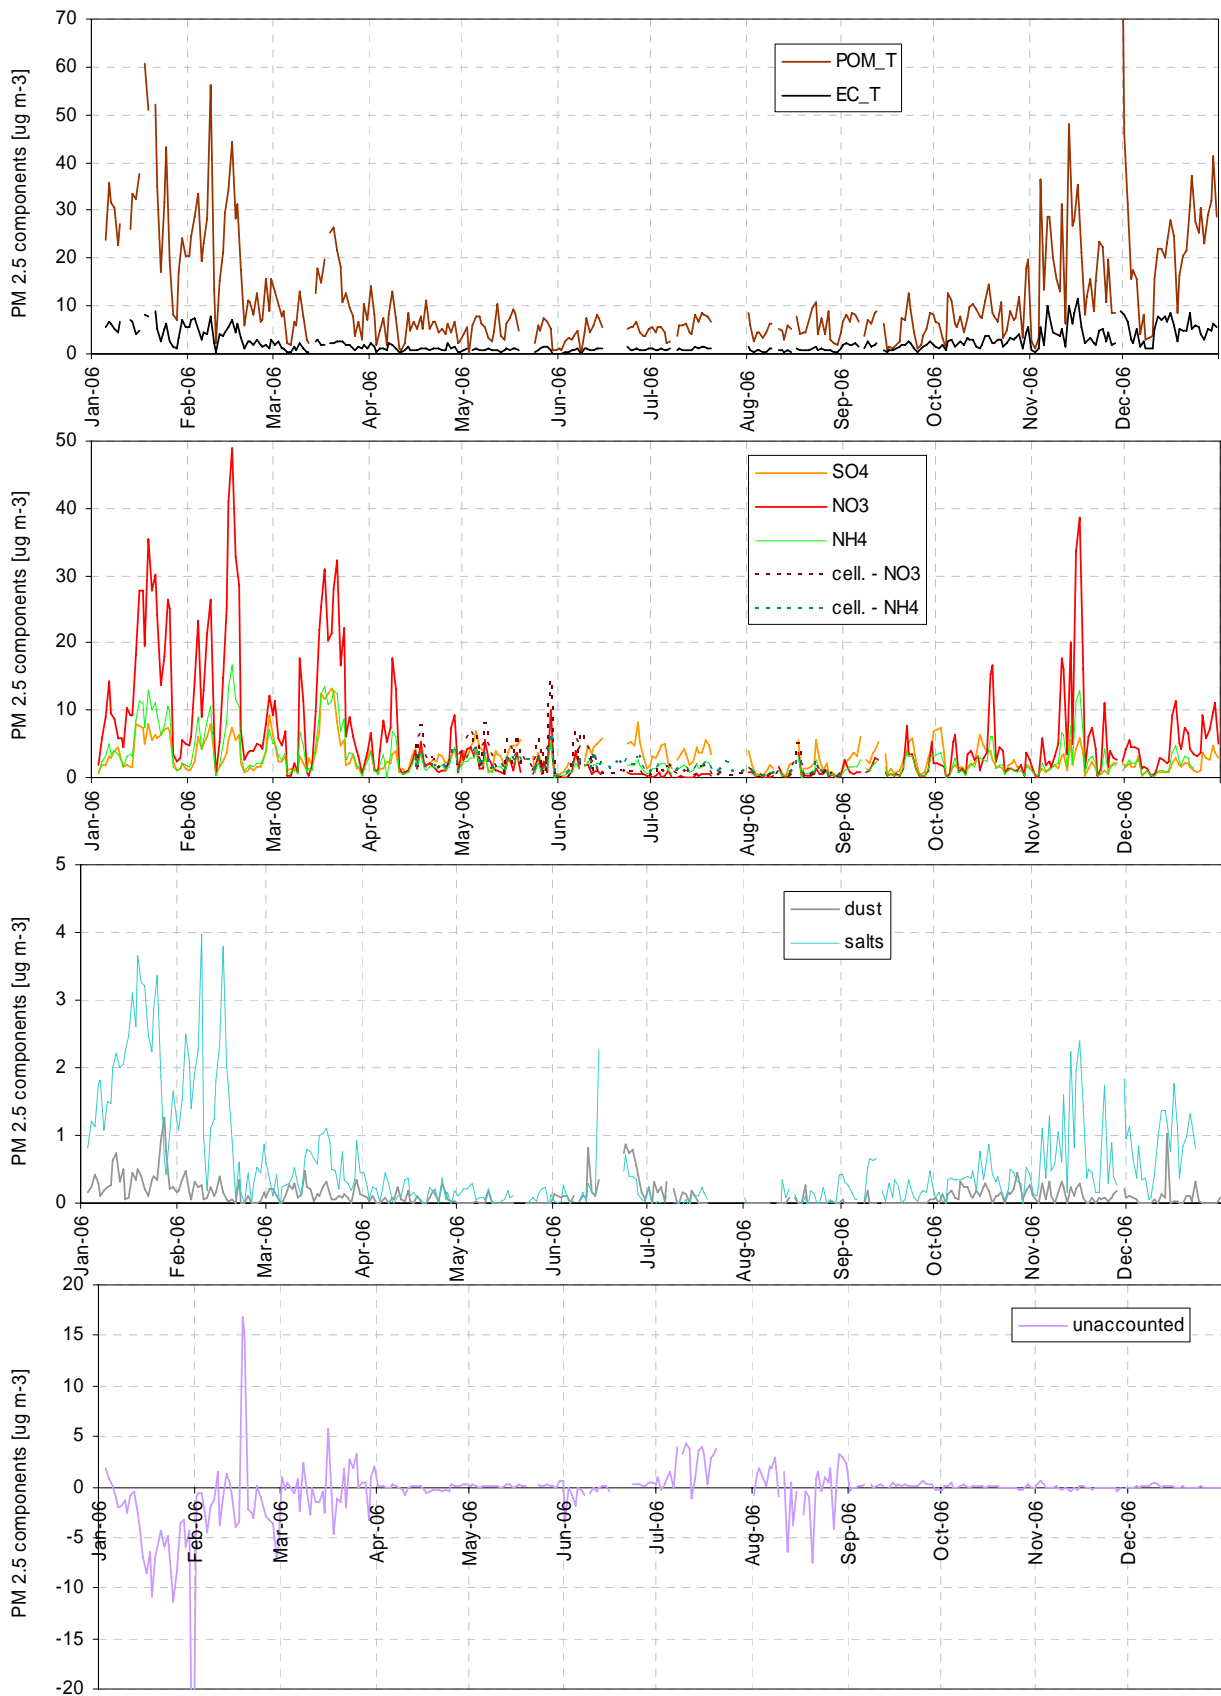 PM 2.5 components [ug m-3]
70
60
50
40
30
20
10
0
POM_T
EC_T
Jan-06
Feb-06
Mar-06
Apr-06
May-06
Jun-06
Jul-06
Aug-06
Sep-06
Oct-06
Nov-06
Dec-06
PM 2.5 components [ug m-3]
50
40
30
20
10
0
SO4
NO3
NH4
cell. - NO3
cell. - NH4
Jan-06
Feb-06
Mar-06
Apr-06
May-06
Jun-06
Jul-06
Aug-06
Sep-06
Oct-06
Nov-06
Dec-06
PM 2.5 components [ug m-3]
5
4
3
2
1
0
dust
salts
Jan-06
Feb-06
Mar-06
Apr-06
May-06
Jun-06
Jul-06
Aug-06
Sep-06
Oct-06
Nov-06
Dec-06
PM 2.5 components [ug m-3]
20
15
10
5
0
-5
-10
-15
-20
unaccounted
Jan-06
Feb-06
Mar-06
Apr-06
May-06
Jun-06
Jul-06
Aug-06
Sep-06
Oct-06
Nov-06
Dec-06